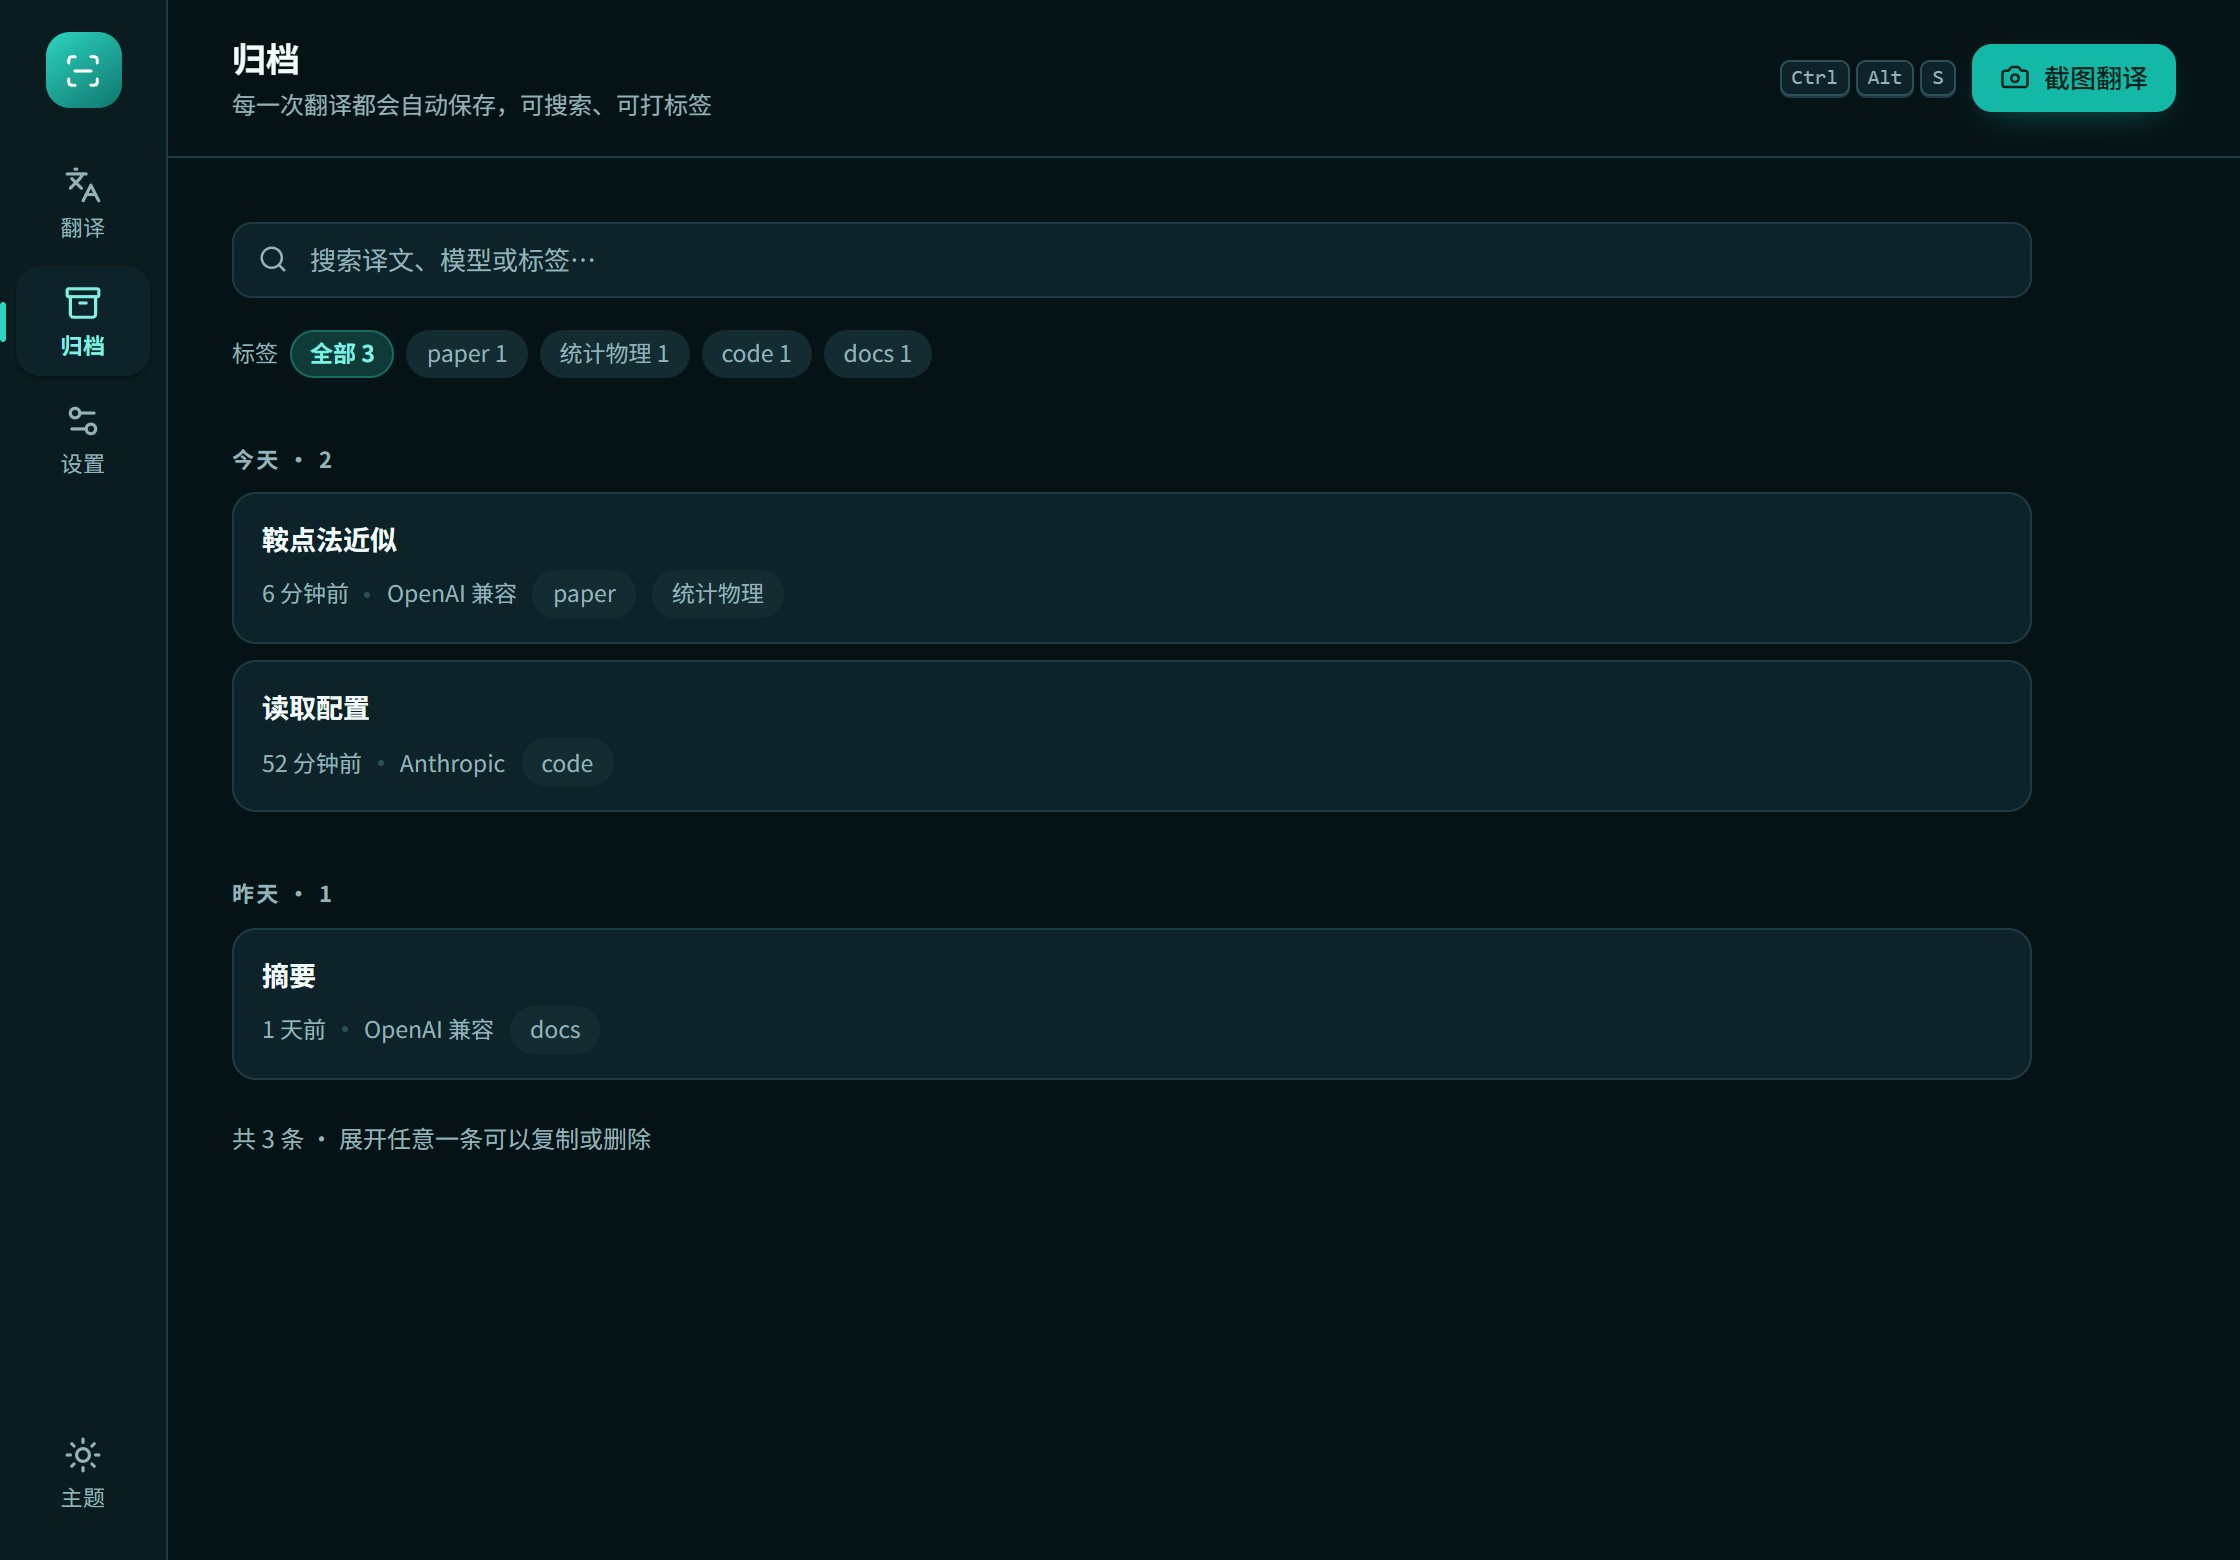 归档
每一次翻译都会自动保存，可搜索、可打标签
Ctrl Alt S 截图翻译
翻译
归档
设置
主题
搜索译文、模型或标签…
标签 全部 3 paper 1 统计物理 1 code 1 docs 1
今天 · 2
鞍点法近似
6 分钟前 · OpenAI 兼容 paper 统计物理
读取配置
52 分钟前 · Anthropic code
昨天 · 1
摘要
1 天前 · OpenAI 兼容 docs
共 3 条 · 展开任意一条可以复制或删除